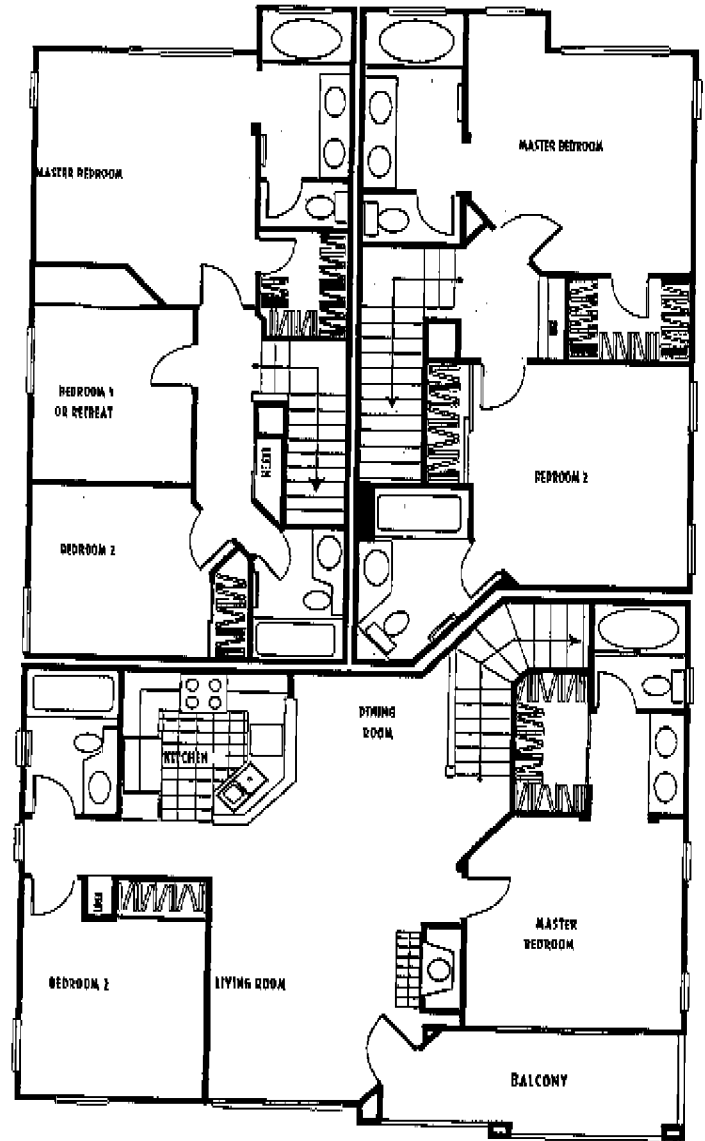 MASTER BEDROOM
MASTER BEDROOM
BEDROOM 4
OR RETREAT
BEDROOM 2
BEDROOM 2
DINING
ROOM
KITCHEN
LINEN
MASTER
BEDROOM
BEDROOM 2
LIVING ROOM
BALCONY